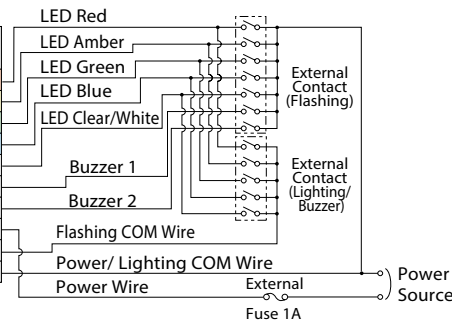 LED Red
LED Amber
LED Green
LED Blue
LED Clear/White
Buzzer 1
Buzzer 2
Flashing COM Wire
Power/ Lighting COM Wire
Power Wire
External
Contact
(Flashing)
External
Contact
(Lighting/
Buzzer)
External
Fuse 1A
Power
Source